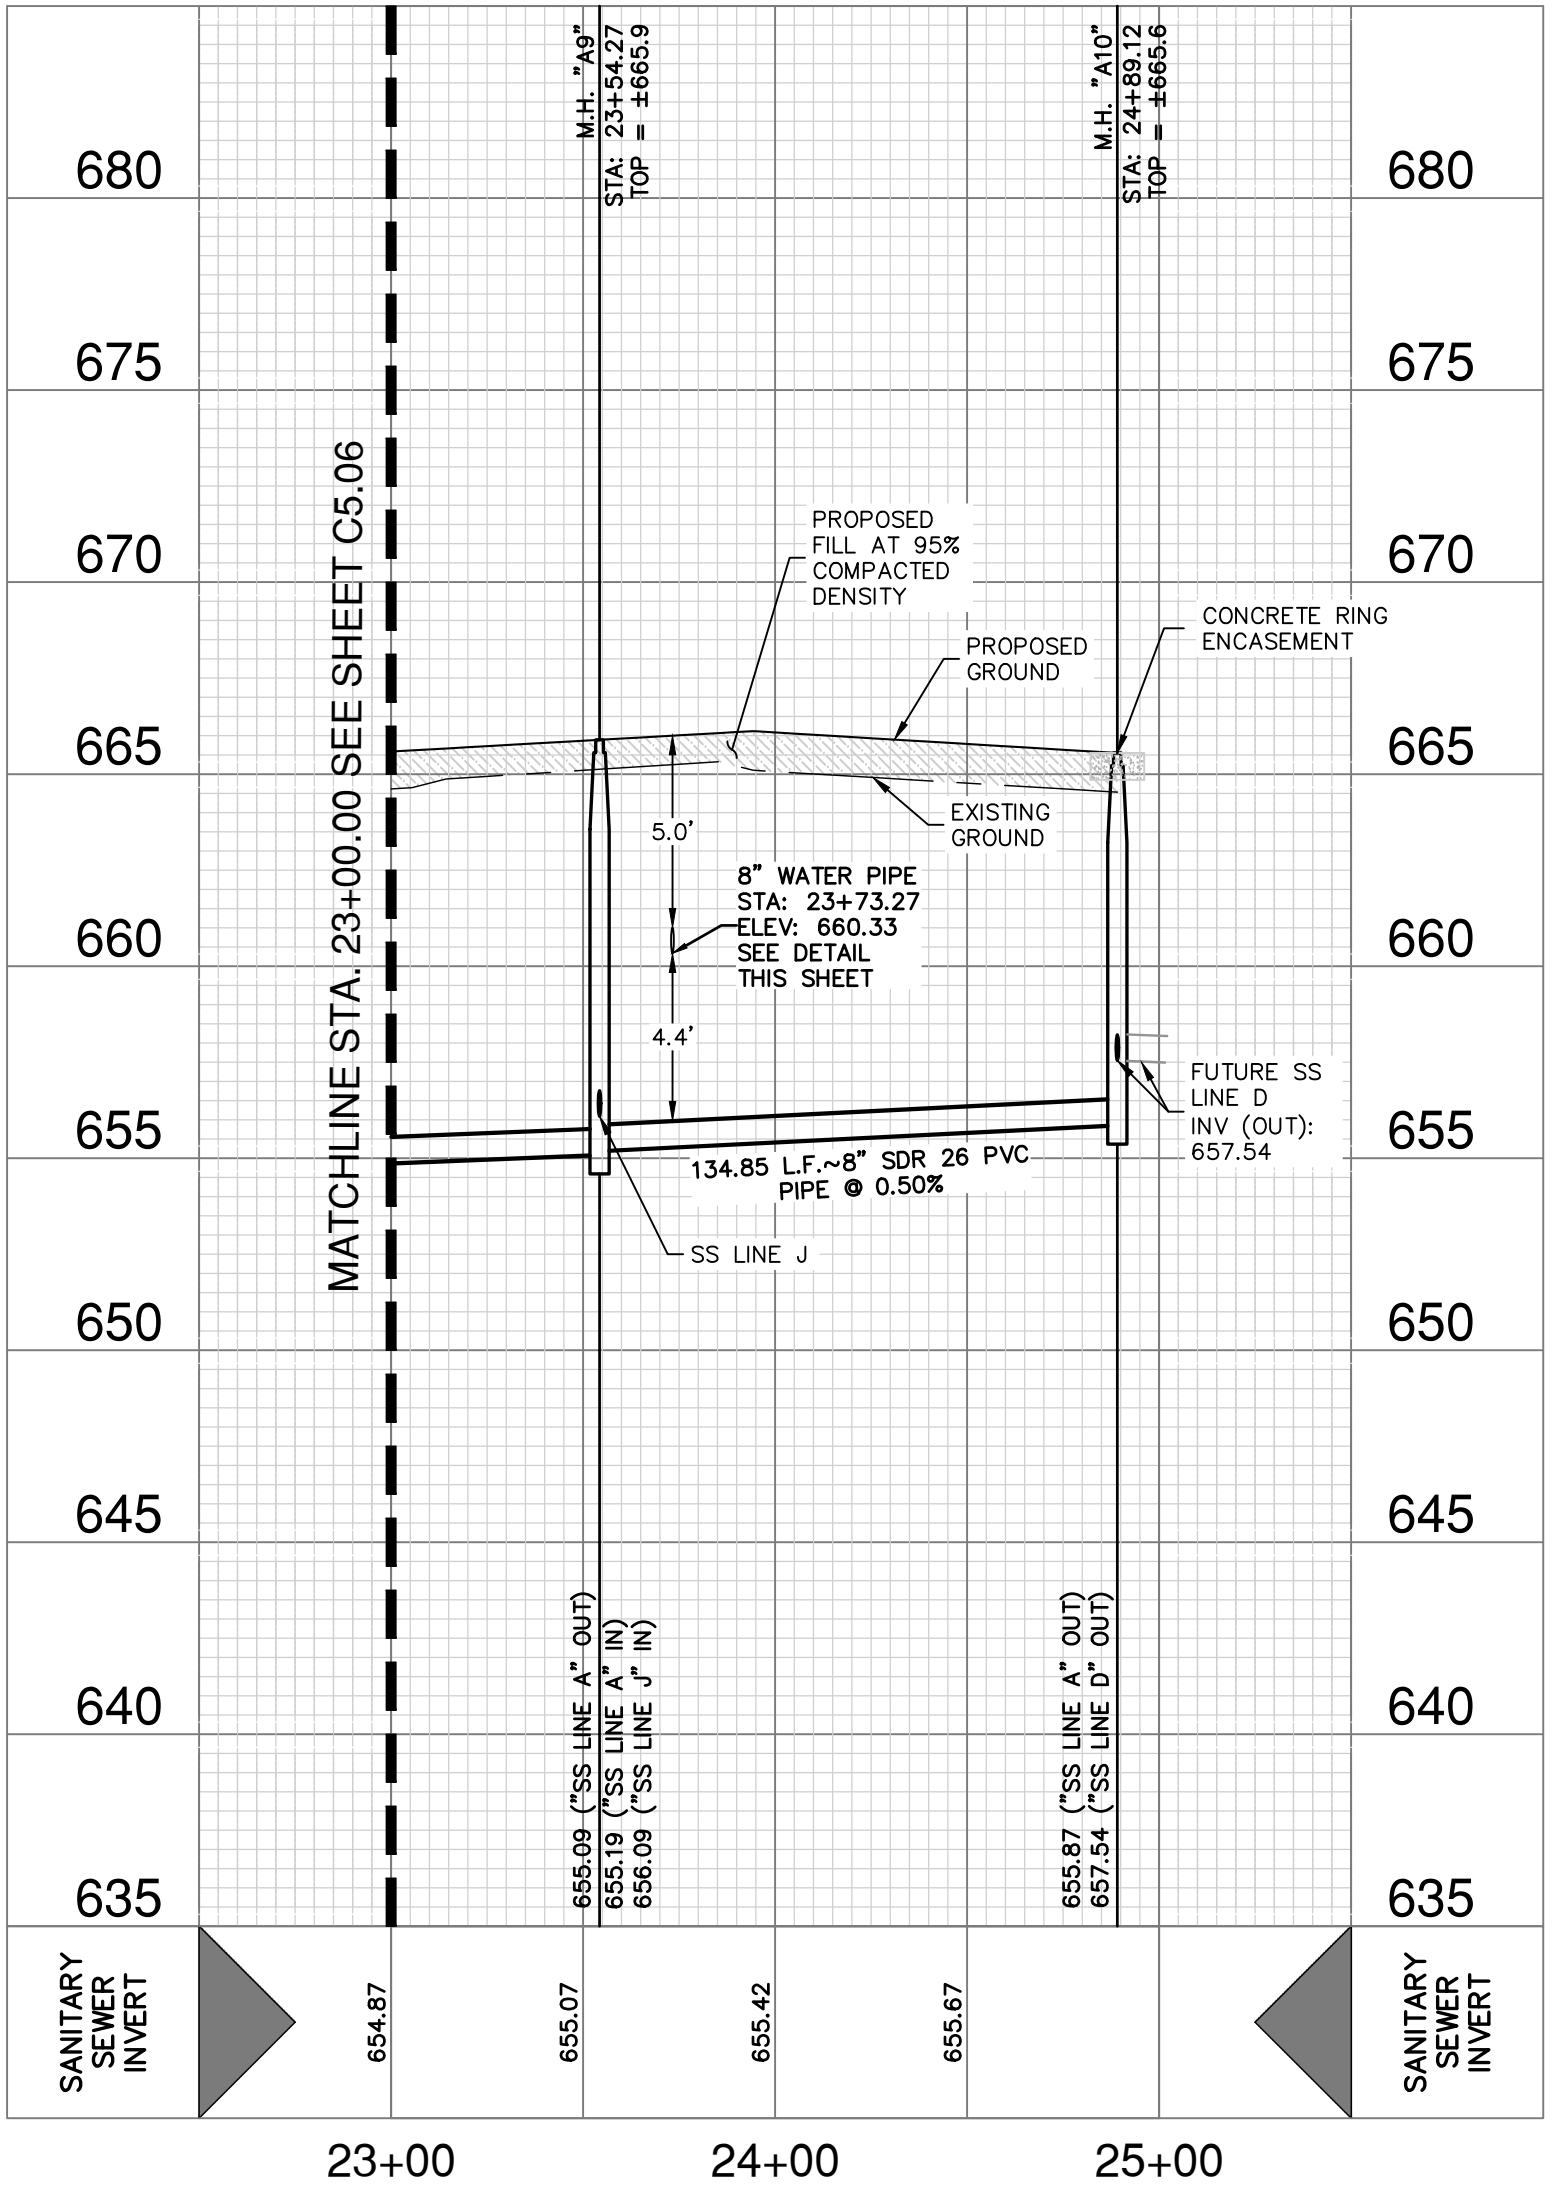 M.H. "A9"
STA: 23+54.27
TOP = ±665.9
M.H. "A10"
STA: 24+89.12
TOP = ±665.6
680
680
675
675
670
670
665
665
660
660
655
655
650
650
645
645
640
640
635
635
MATCHLINE STA. 23+00.00 SEE SHEET C5.06
PROPOSED
FILL AT 95%
COMPACTED
DENSITY
PROPOSED
GROUND
CONCRETE RING
ENCASEMENT
EXISTING
GROUND
5.0'
8" WATER PIPE
STA: 23+73.27
ELEV: 660.33
SEE DETAIL
THIS SHEET
4.4'
FUTURE SS
LINE D
INV (OUT):
657.54
134.85 L.F.~8" SDR 26 PVC
PIPE @ 0.50%
SS LINE J
655.09 ("SS LINE A" OUT)
655.19 ("SS LINE A" IN)
656.09 ("SS LINE J" IN)
655.87 ("SS LINE A" OUT)
657.54 ("SS LINE D" OUT)
SANITARY
SEWER
INVERT
654.87
655.07
655.42
655.67
SANITARY
SEWER
INVERT
23+00
24+00
25+00